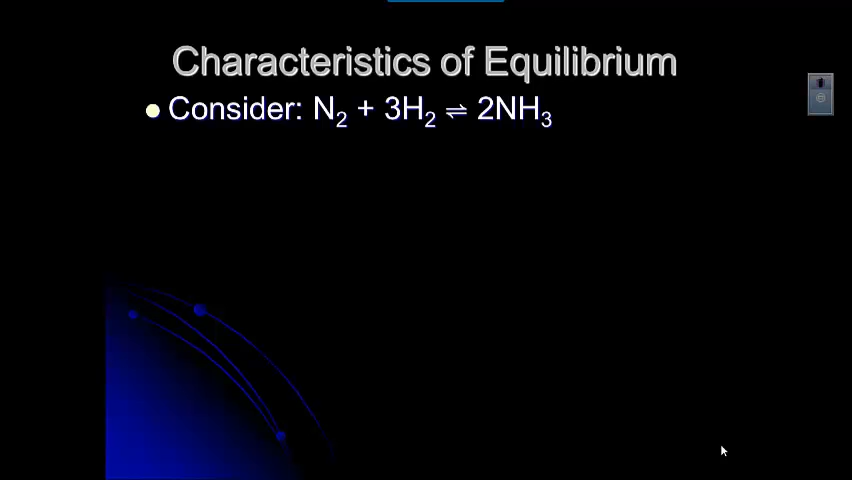 Characteristics of Equilibrium
Consider: N₂ + 3H₂ ⇌ 2NH₃